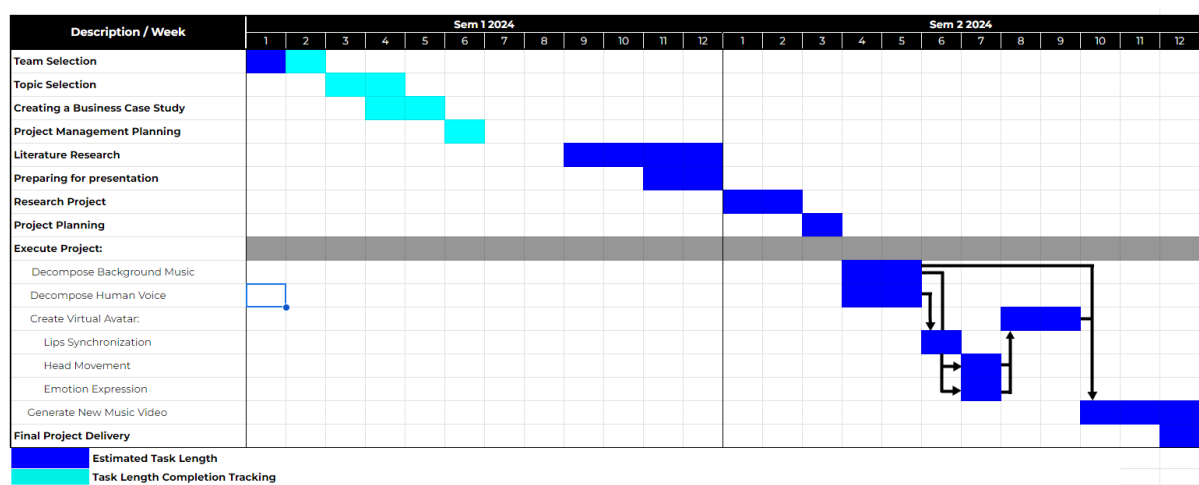 Description / Week
Sem 1 2024
Sem 2 2024
1 2 3 4 5 6 7 8 9 10 11 12 1 2 3 4 5 6 7 8 9 10 11 12
Team Selection
Topic Selection
Creating a Business Case Study
Project Management Planning
Literature Research
Preparing for presentation
Research Project
Project Planning
Execute Project:
Decompose Background Music
Decompose Human Voice
Create Virtual Avatar:
Lips Synchronization
Head Movement
Emotion Expression
Generate New Music Video
Final Project Delivery
Estimated Task Length
Task Length Completion Tracking